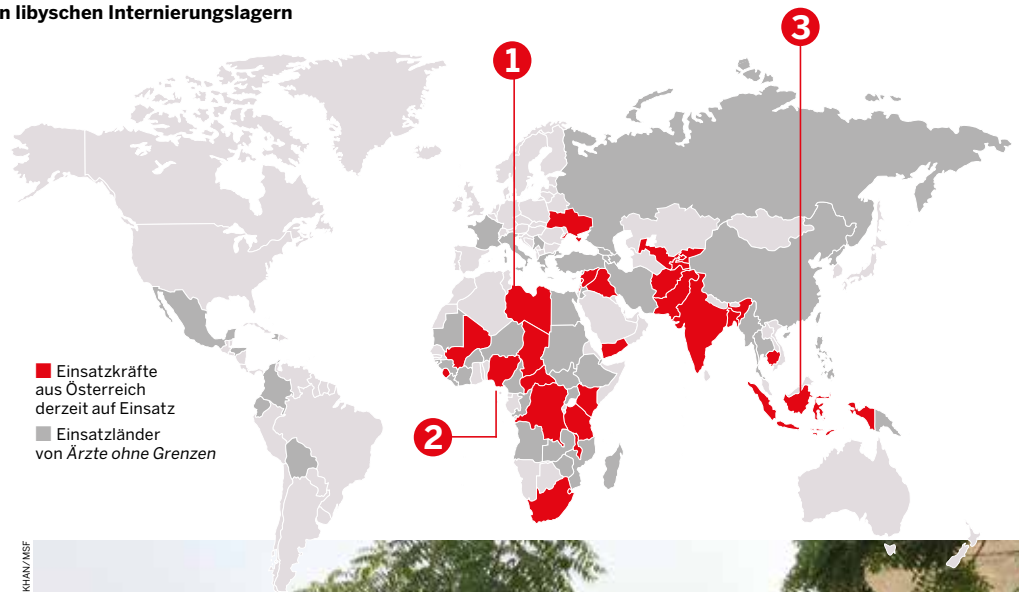 n libyschen Internierungslagern
3
1
2
Einsatzkräfte
aus Österreich
derzeit auf Einsatz
Einsatzländer
von Ärzte ohne Grenzen
KHAN/MSF